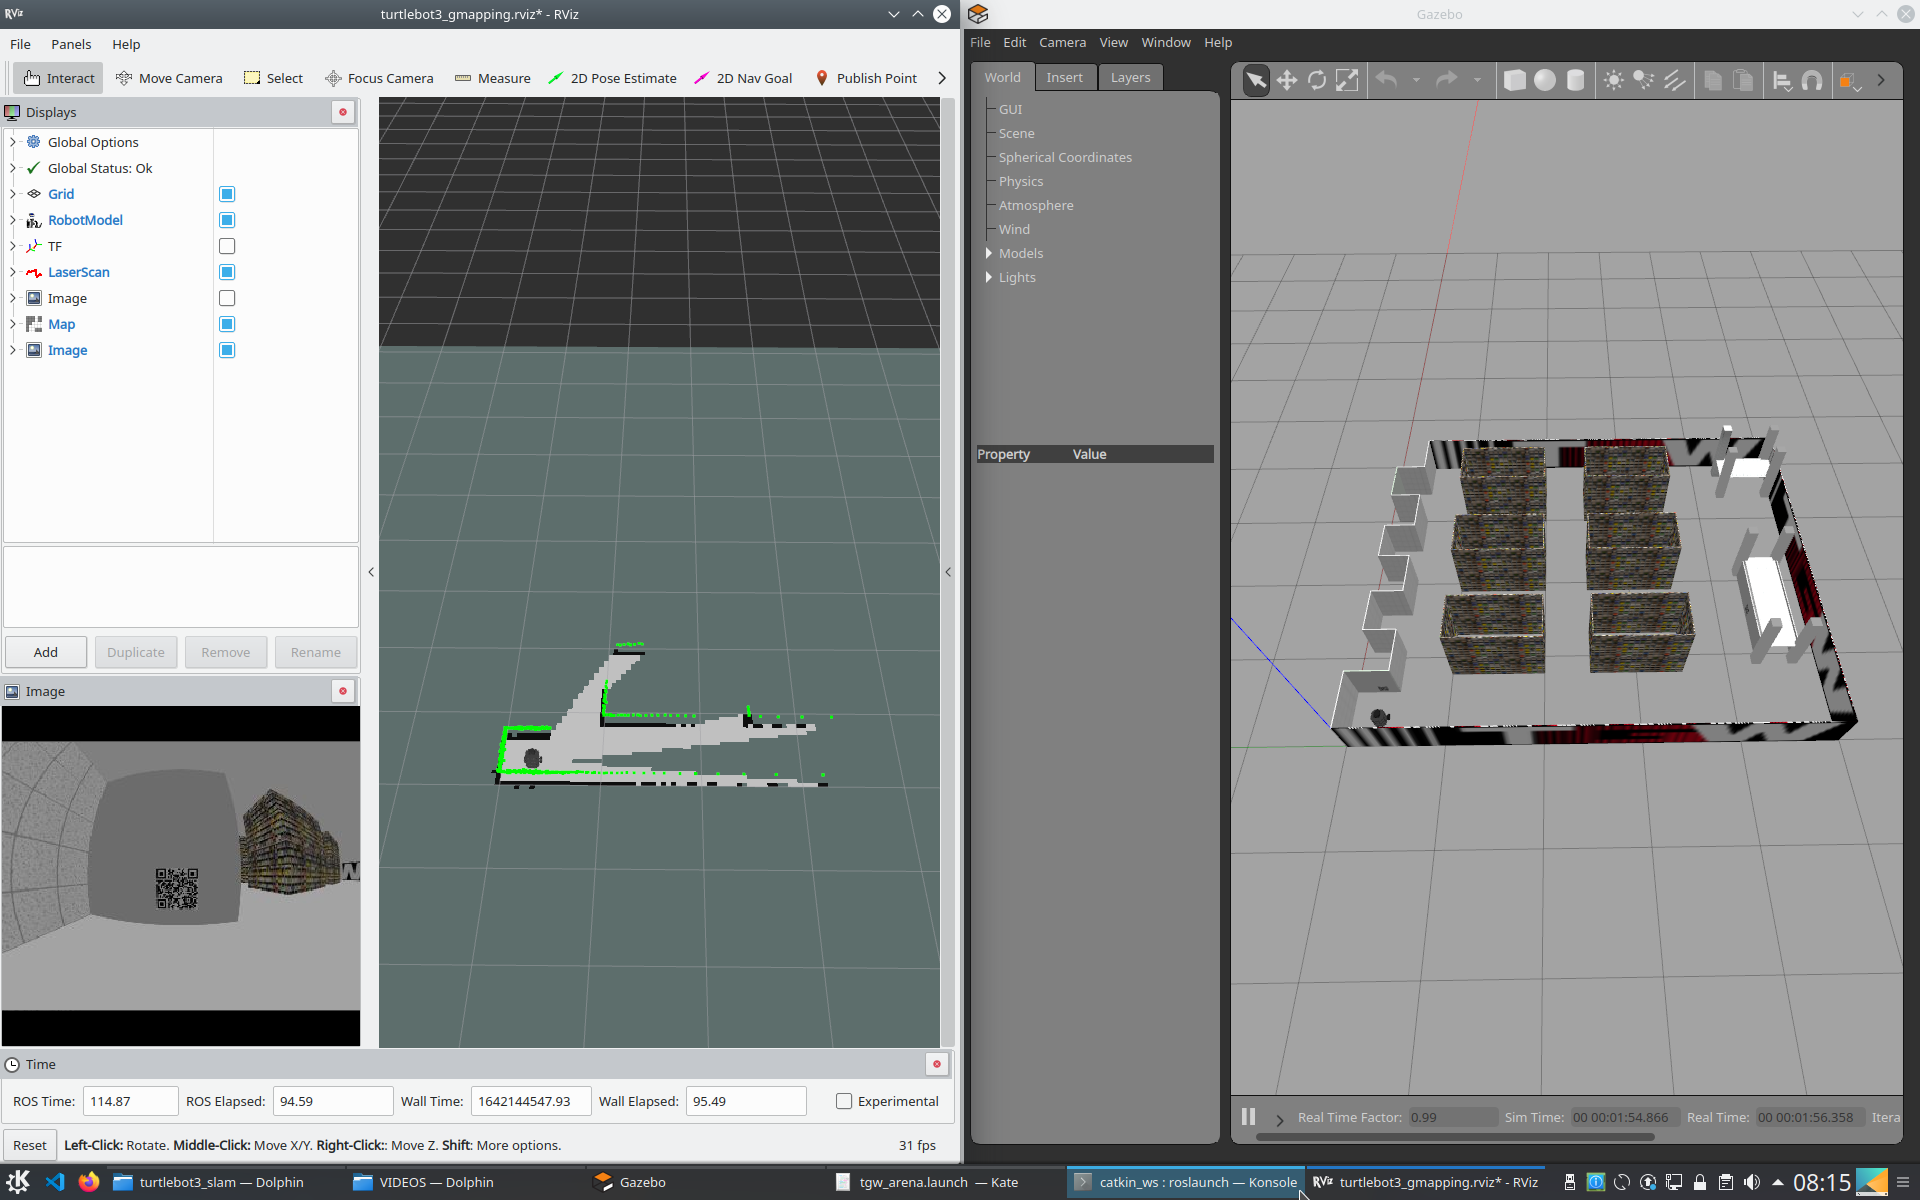 RViz
turtlebot3_gmapping.rviz* - RViz
File Panels Help
Interact Move Camera Select Focus Camera Measure 2D Pose Estimate 2D Nav Goal Publish Point
Displays
Global Options
Global Status: Ok
Grid
RobotModel
TF
LaserScan
Image
Map
Image
Add Duplicate Remove Rename
Image
Time
ROS Time: 114.87 ROS Elapsed: 94.59 Wall Time: 1642144547.93 Wall Elapsed: 95.49 Experimental
Reset Left-Click: Rotate. Middle-Click: Move X/Y. Right-Click:: Move Z. Shift: More options. 31 fps
Gazebo
File Edit Camera View Window Help
World Insert Layers
GUI
Scene
Spherical Coordinates
Physics
Atmosphere
Wind
Models
Lights
Property Value
Real Time Factor: 0.99 Sim Time: 00 00:01:54.866 Real Time: 00 00:01:56.358 Itera
turtlebot3_slam — Dolphin VIDEOS — Dolphin Gazebo tgw_arena.launch — Kate catkin_ws : roslaunch — Konsole RViz turtlebot3_gmapping.rviz* - RViz 08:15